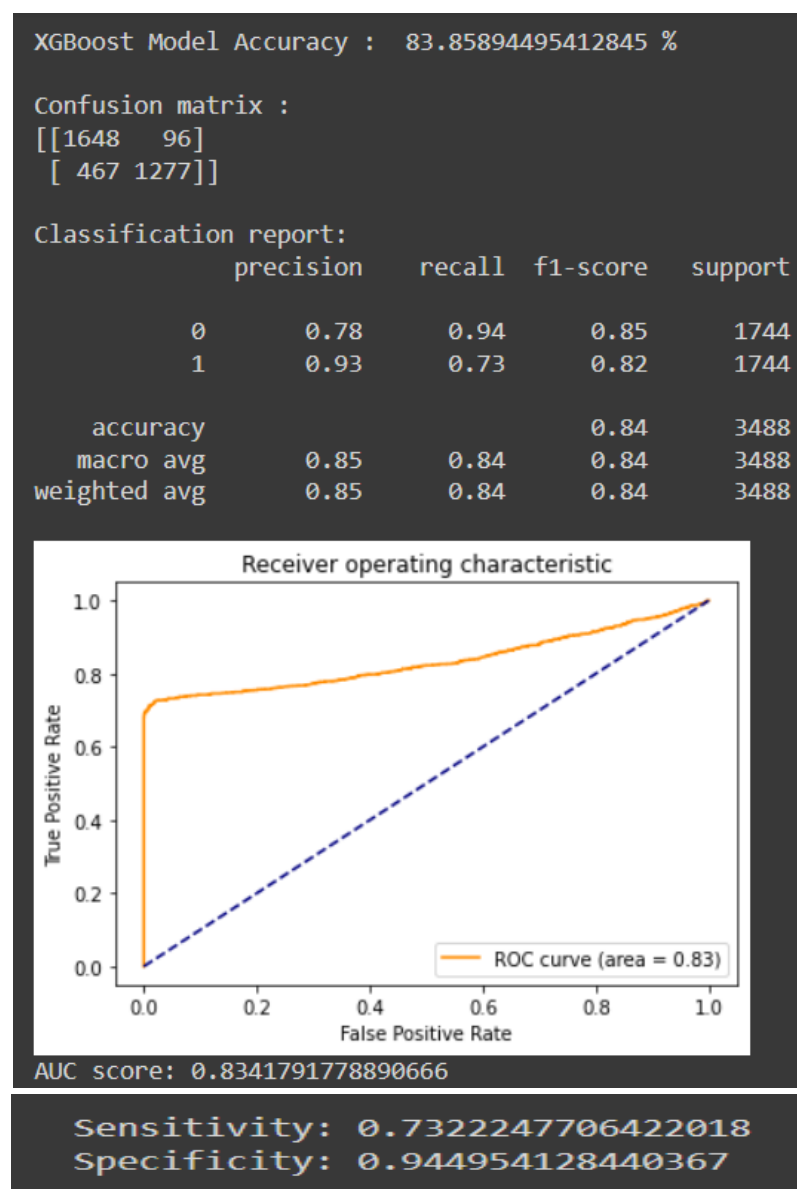 XGBoost Model Accuracy :  83.85894495412845 %
Confusion matrix :
[[1648   96]
 [ 467 1277]]
Classification report:
              precision    recall  f1-score   support
           0       0.78      0.94      0.85      1744
           1       0.93      0.73      0.82      1744
    accuracy                           0.84      3488
   macro avg       0.85      0.84      0.84      3488
weighted avg       0.85      0.84      0.84      3488
Receiver operating characteristic
1.0
0.8
0.6
0.4
0.2
0.0
True Positive Rate
ROC curve (area = 0.83)
0.0 0.2 0.4 0.6 0.8 1.0
False Positive Rate
AUC score: 0.8341791778890666
Sensitivity: 0.7322247706422018
Specificity: 0.944954128440367